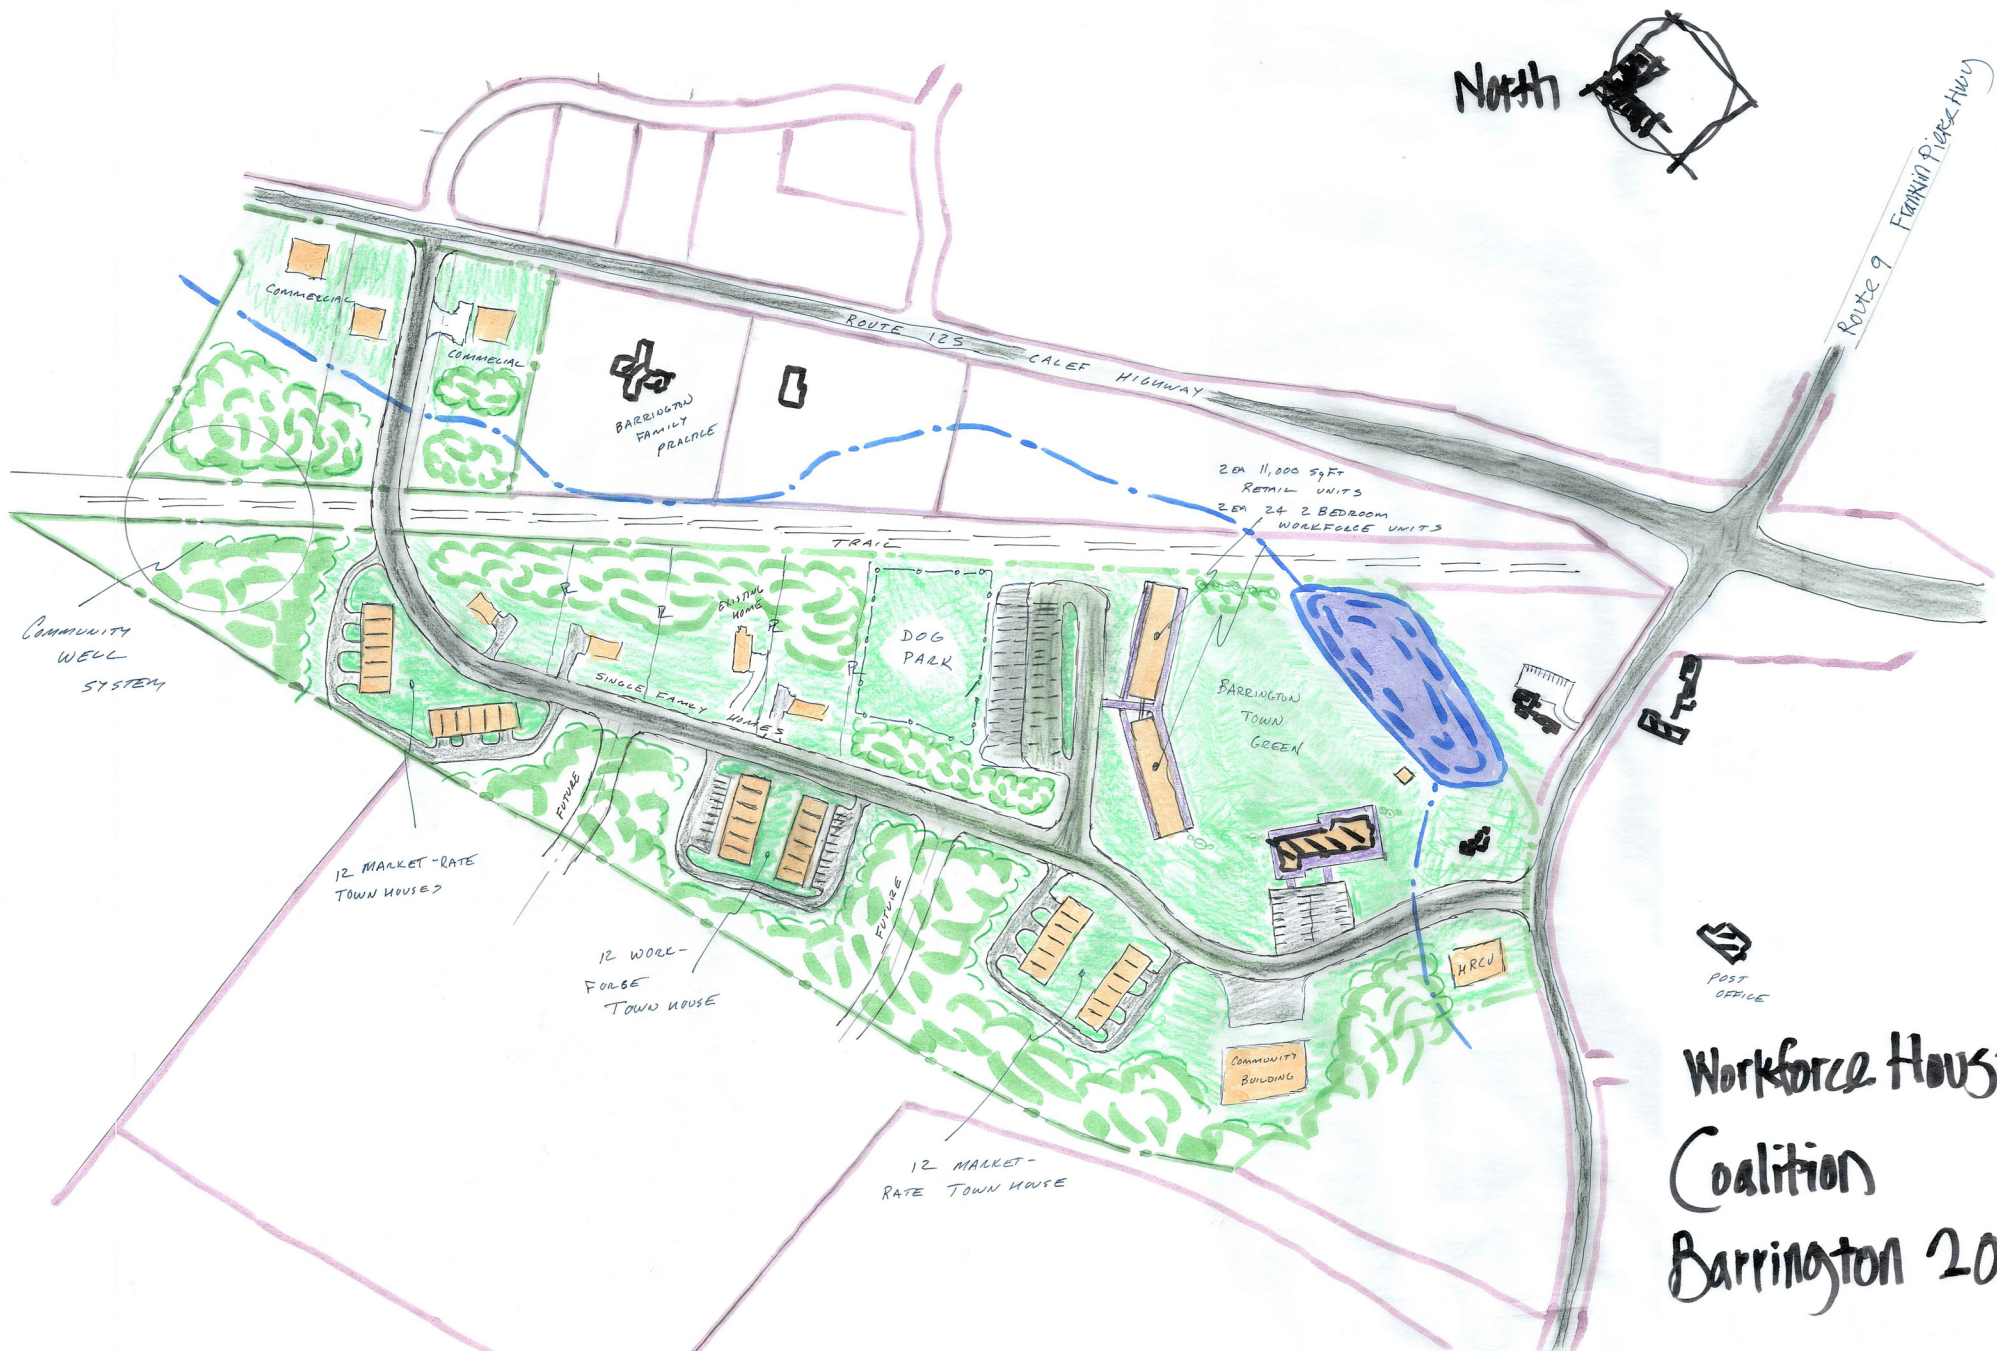 North
Route 9 Franklin Pierce Hwy
COMMERCIAL
COMMELIAL
ROUTE 125 CALEF HIGHWAY
BARRINGTON
FAMILY
PRACTICE
2 EA 11,000 SqFT
RETAIL UNITS
2 EA 24 2 BEDROOM
WORKFORCE UNITS
TRAIL
COMMUNITY
WELL
SYSTEM
EXISTING
HOME
DOG
PARK
SINGLE FAMILY HOMES
BARRINGTON
TOWN
GREEN
FUTURE
12 MARKET-RATE
TOWN HOUSES
FUTURE
12 WORK-
FORSE
TOWN HOUSE
HRCU
POST
OFFICE
COMMUNITY
BUILDING
12 MARKET-
RATE TOWN HOUSE
Workforce Hous
Coalition
Barrington 20